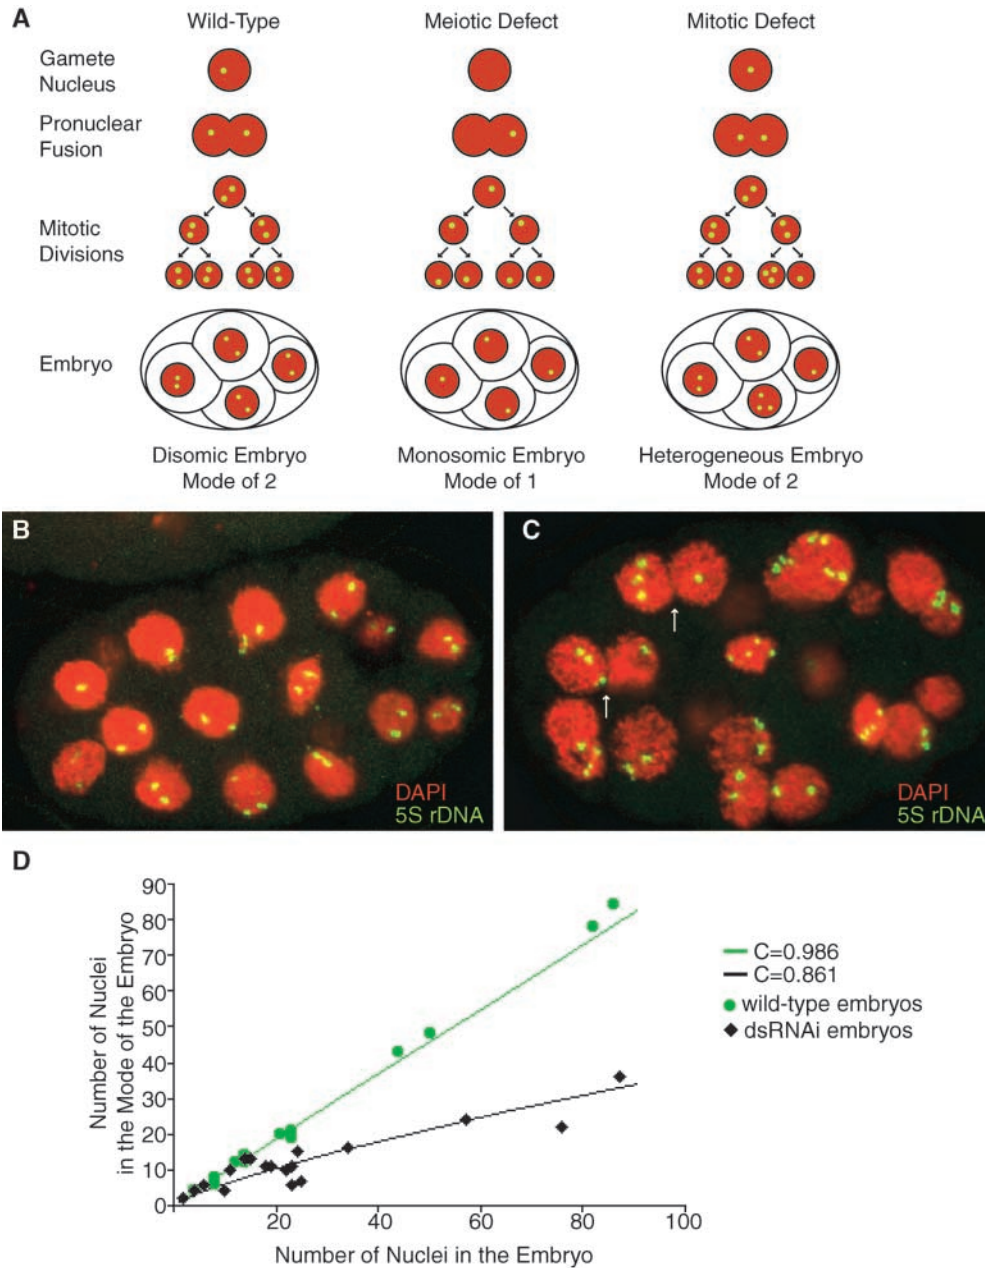 A
Wild-Type
Meiotic Defect
Mitotic Defect
Gamete
Nucleus
Pronuclear
Fusion
Mitotic
Divisions
Embryo
Disomic Embryo
Mode of 2
Monosomic Embryo
Mode of 1
Heterogeneous Embryo
Mode of 2
B
DAPI
5S rDNA
C
DAPI
5S rDNA
D
Number of Nuclei
in the Mode of the Embryo
90
80
70
60
50
40
30
20
10
0
20
40
60
80
100
Number of Nuclei in the Embryo
C=0.986
C=0.861
wild-type embryos
dsRNAi embryos